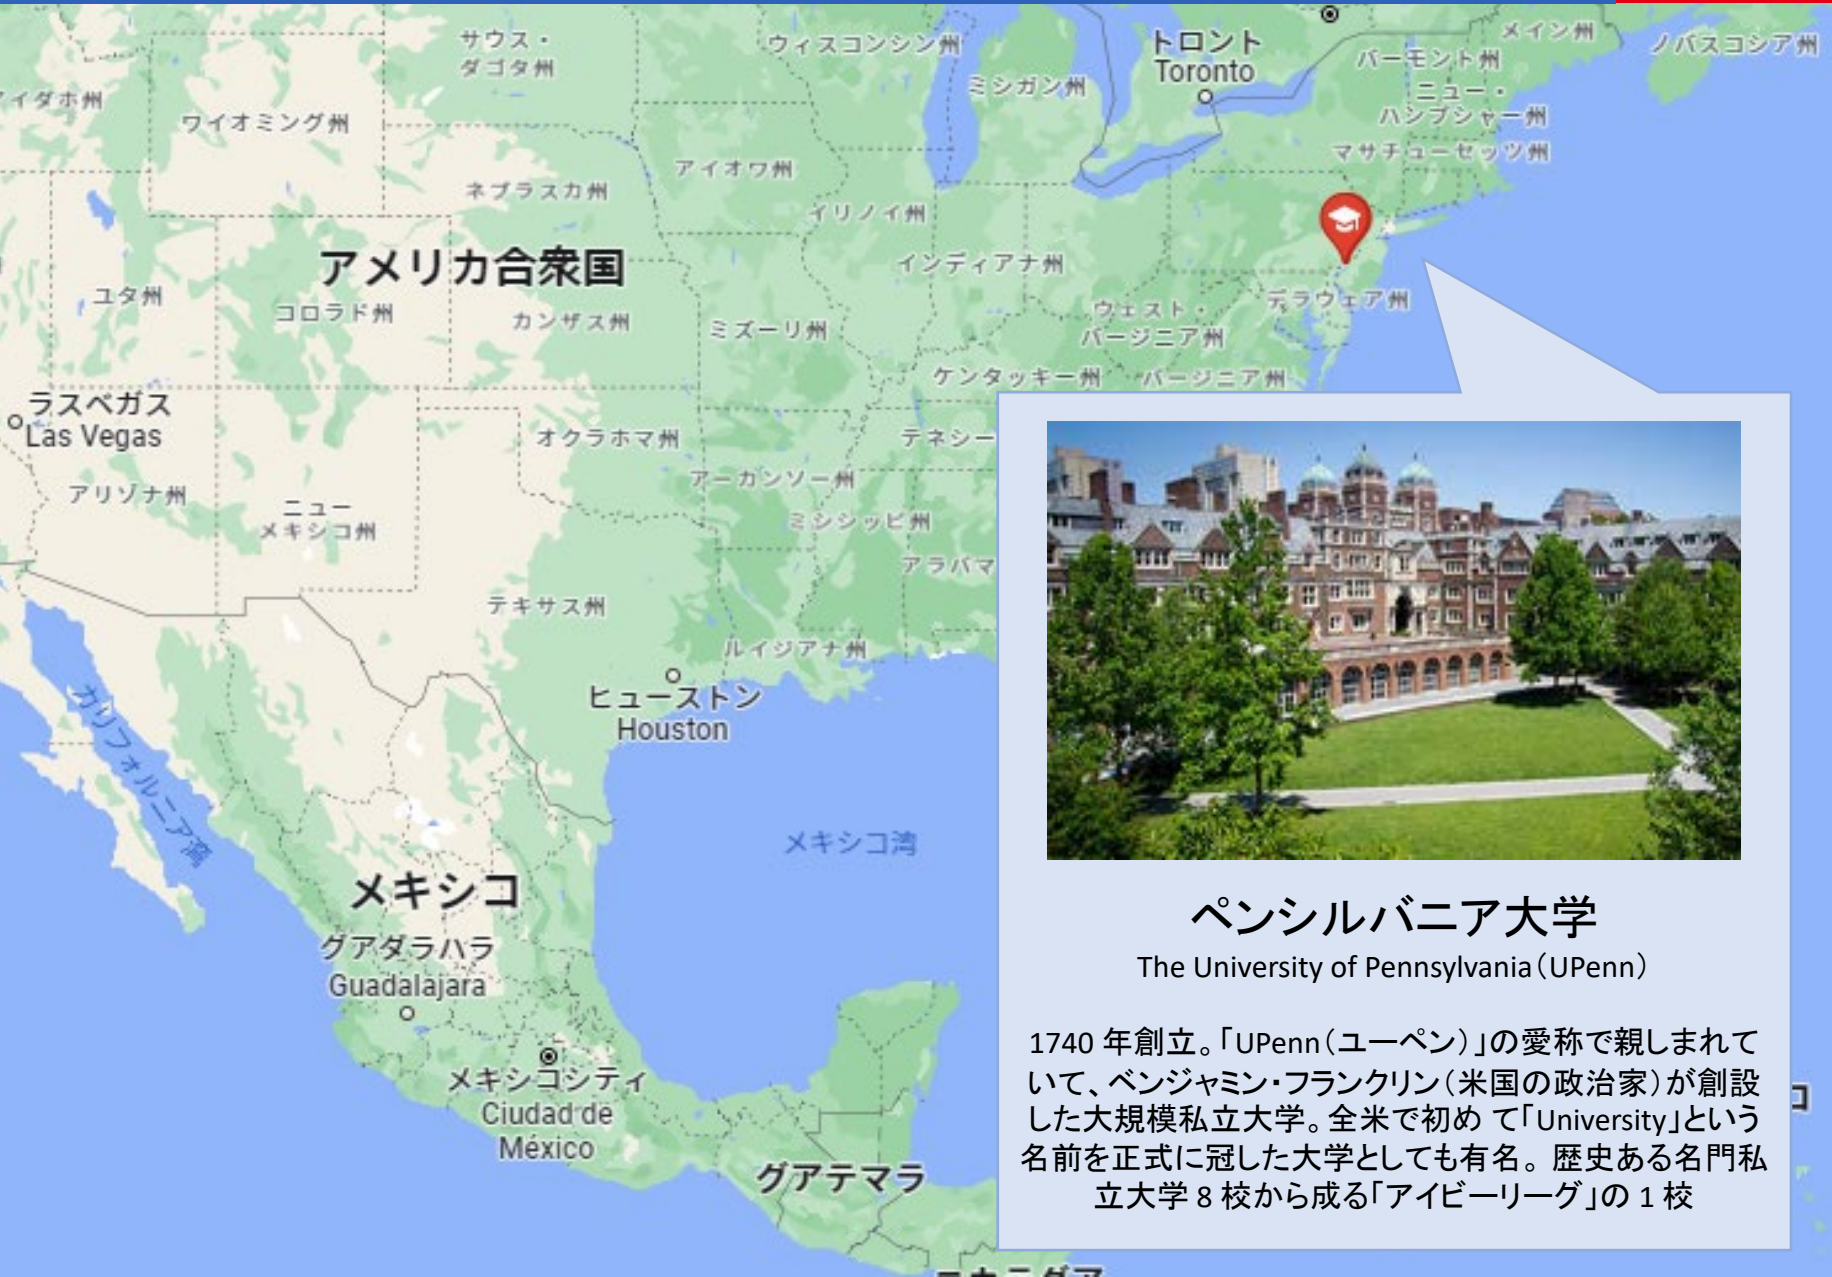 サウス・
ダコタ州
ウィスコンシン州
トロント
Toronto
メイン州
ノバスコシア州
バーモント州
ミシガン州
ニュー・
ハンプシャー州
イダホ州
ワイオミング州
マサチューセッツ州
アイオワ州
ネブラスカ州
イリノイ州
アメリカ合衆国
インディアナ州
ユタ州
コロラド州
カンザス州
ミズーリ州
ウェスト・
バージニア州
デラウェア州
ケンタッキー州
バージニア州
ラスベガス
Las Vegas
オクラホマ州
テネシー
アーカンソー州
アリゾナ州
ニュー
メキシコ州
ミシシッピ州
アラバマ
テキサス州
ルイジアナ州
ヒューストン
Houston
カリフォルニア湾
メキシコ湾
メキシコ
グアダラハラ
Guadalajara
メキシコシティ
Ciudad de
México
グアテマラ
ペンシルバニア大学
The University of Pennsylvania（UPenn）
1740 年創立。「UPenn（ユーペン）」の愛称で親しまれて
いて、ベンジャミン・フランクリン（米国の政治家）が創設
した大規模私立大学。全米で初め て「University」という
名前を正式に冠した大学としても有名。 歴史ある名門私
立大学 8 校から成る「アイビーリーグ」の 1 校